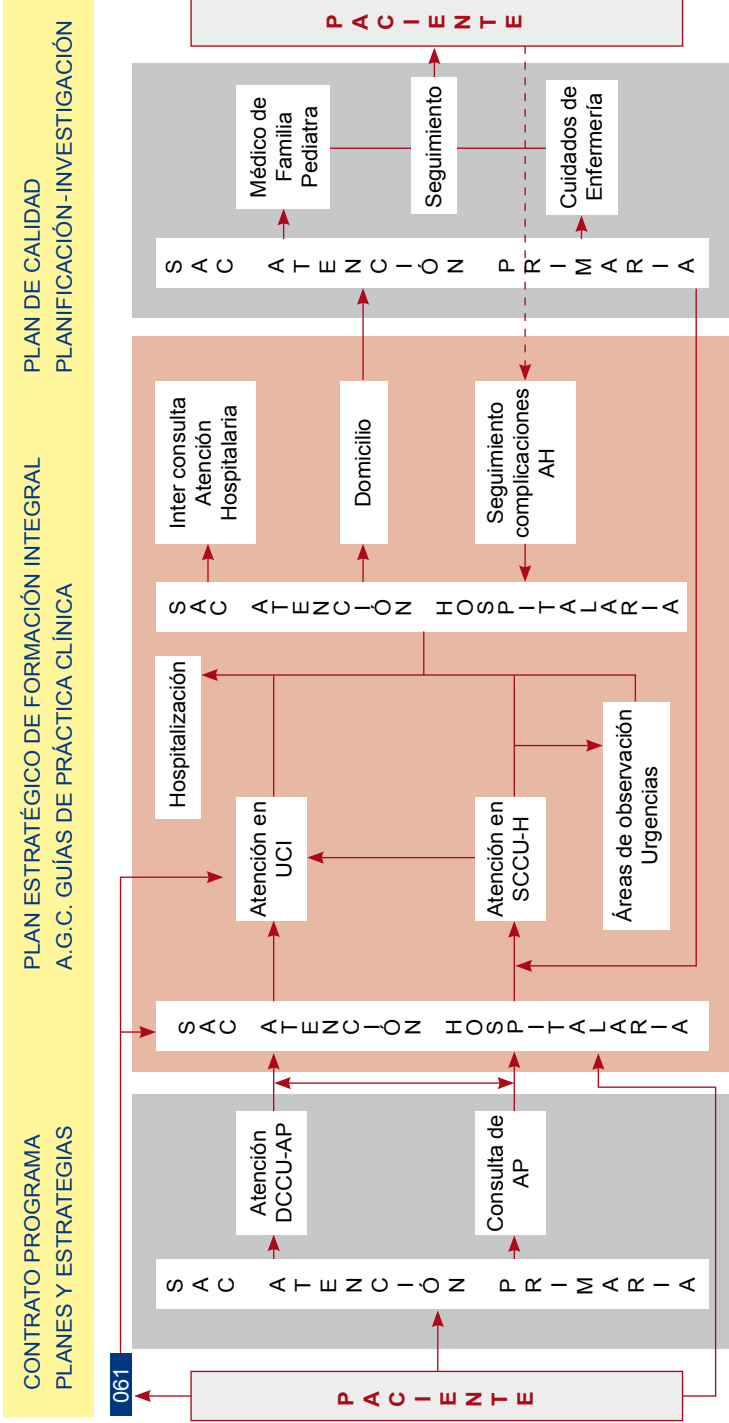 CONTRATO PROGRAMA
PLANES Y ESTRATEGIAS
PLAN ESTRATÉGICO DE FORMACIÓN INTEGRAL
A.G.C. GUÍAS DE PRÁCTICA CLÍNICA
PLAN DE CALIDAD
PLANIFICACIÓN-INVESTIGACIÓN
061
PACIENTE
SAC ATENCIÓN PRIMARIA
Atención
DCCU-AP
Consulta de
AP
SAC ATENCIÓN HOSPITALARIA
Hospitalización
Atención en
UCI
Atención en
SCCU-H
Áreas de observación
Urgencias
SAC ATENCIÓN HOSPITALARIA
Inter consulta
Atención
Hospitalaria
Domicilio
Seguimiento
complicaciones
AH
SAC ATENCIÓN PRIMARIA
Médico de
Familia
Pediatra
Seguimiento
Cuidados de
Enfermería
PACIENTE